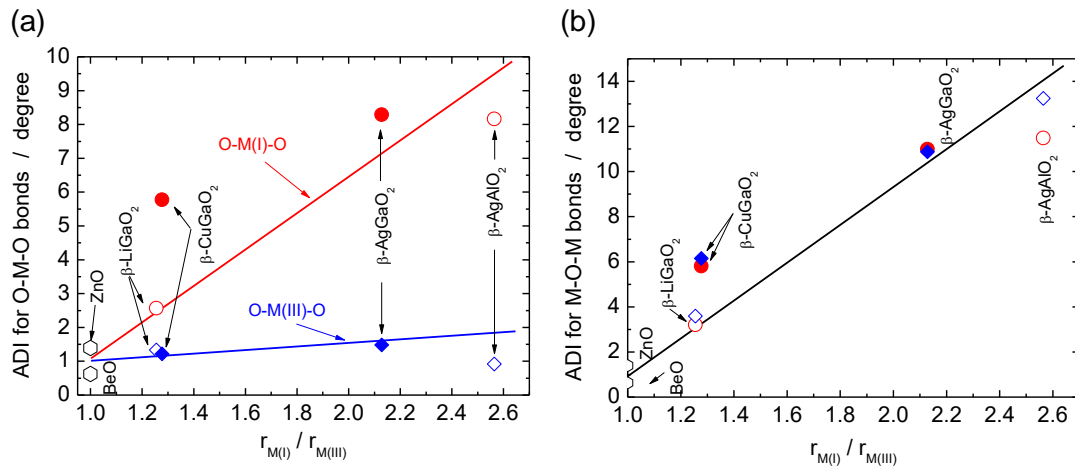 (a)
ADI for O-M-O bonds / degree
10
9
8
7
6
5
4
3
2
1
0
O-M(I)-O
O-M(III)-O
ZnO
BeO
β-LiGaO₂
β-CuGaO₂
β-AgGaO₂
β-AgAlO₂
1.0 1.2 1.4 1.6 1.8 2.0 2.2 2.4 2.6
r_M(I) / r_M(III)
(b)
ADI for M-O-M bonds / degree
14
12
10
8
6
4
2
0
ZnO
BeO
β-LiGaO₂
β-CuGaO₂
β-AgGaO₂
β-AgAlO₂
1.0 1.2 1.4 1.6 1.8 2.0 2.2 2.4 2.6
r_M(I) / r_M(III)